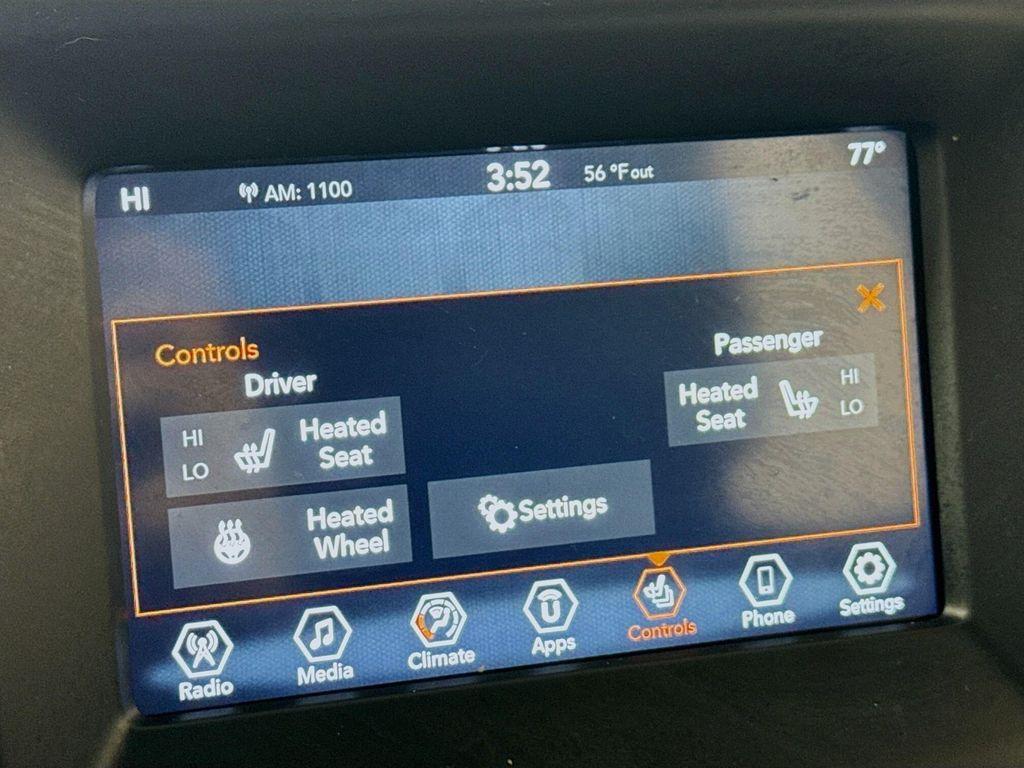 HI
AM: 1100
3:52
56 °F out
77°
Controls
Driver
Passenger
HI
LO
Heated
Seat
Heated
Seat
HI
LO
Heated
Wheel
Settings
Radio
Media
Climate
Apps
Controls
Phone
Settings